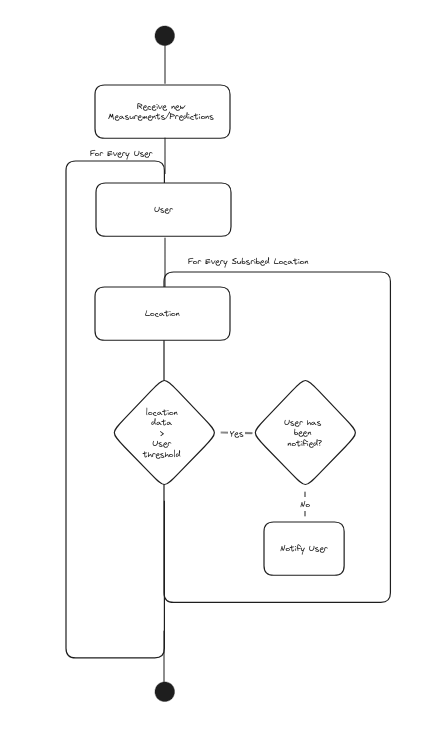 Receive new
Measurements/Predictions
For Every User
User
For Every Subsribed Location
Location
location
data
>
User
threshold
Yes
User has
been
notified?
No
Notify User